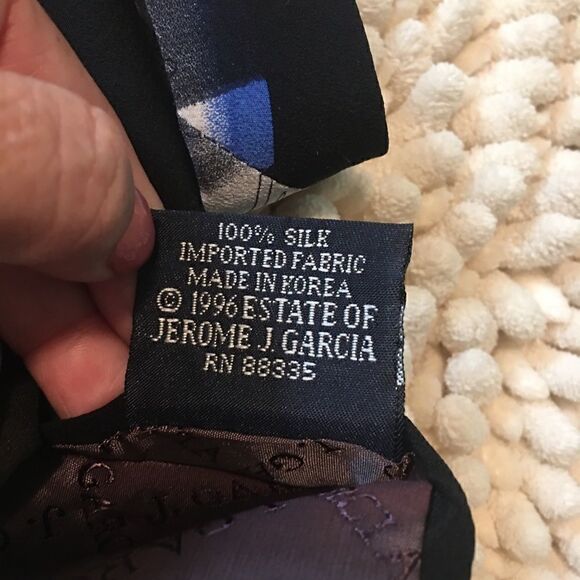 100% SILK
IMPORTED FABRIC
MADE IN KOREA
© 1996 ESTATE OF
JEROME J. GARCIA
RN 88335